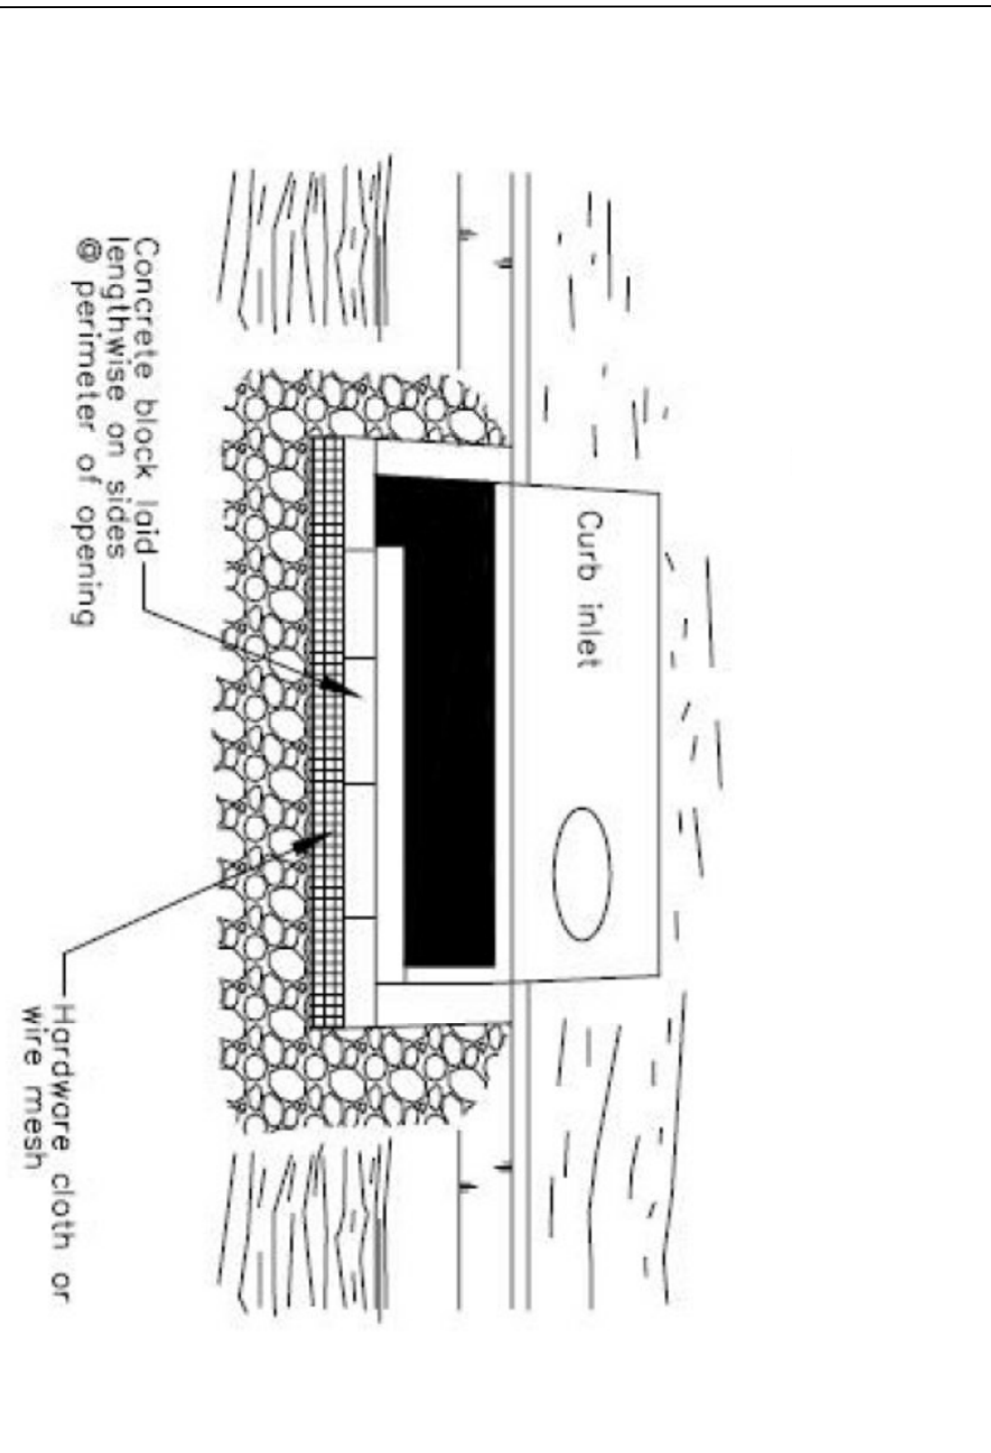 Curb inlet
Concrete block laid
lengthwise on sides
@ perimeter of opening
Hardware cloth or
wire mesh